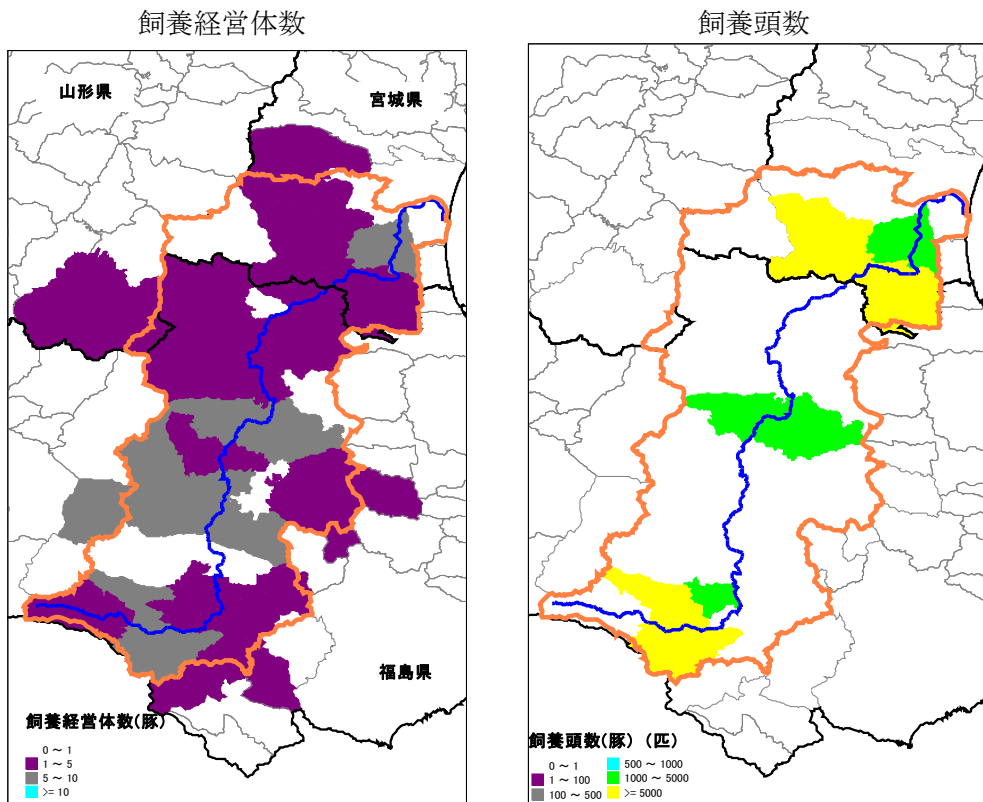 飼養経営体数
山形県
宮城県
福島県
飼養経営体数(豚)
0 ～ 1
1 ～ 5
5 ～ 10
>= 10
飼養頭数
飼養頭数(豚) (匹)
0 ～ 1
1 ～ 100
100 ～ 500
500 ～ 1000
1000 ～ 5000
>= 5000